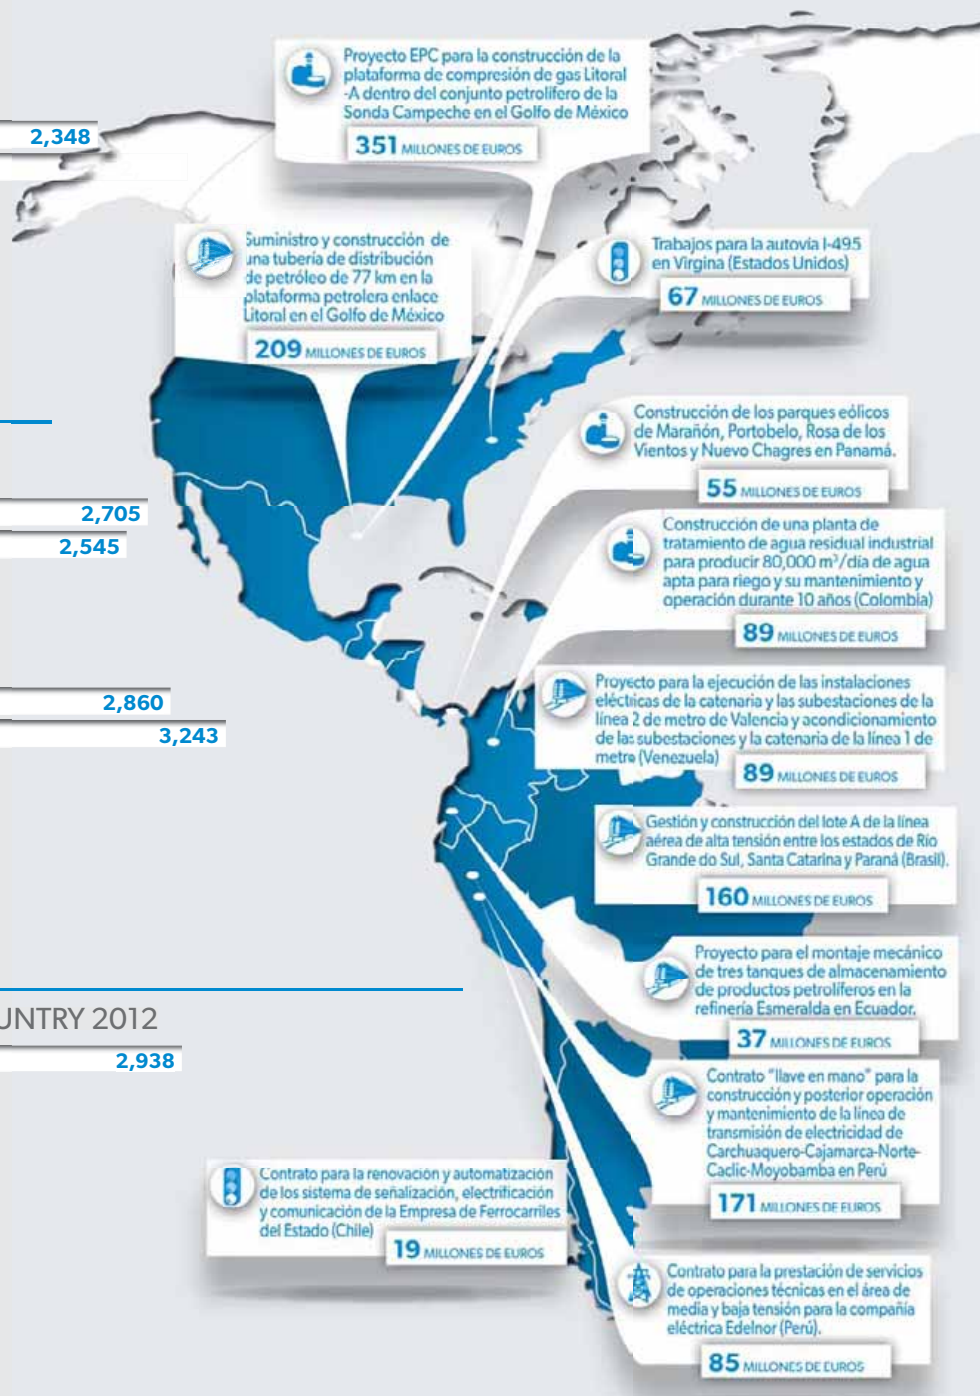 Proyecto EPC para la construcción de la
plataforma de compresión de gas Litoral
-A dentro del conjunto petrolífero de la
Sonda Campeche en el Golfo de México
351 MILLONES DE EUROS
2,348
Suministro y construcción de
una tubería de distribución
de petróleo de 77 km en la
plataforma petrolera enlace
Litoral en el Golfo de México
209 MILLONES DE EUROS
Trabajos para la autovía I-495
en Virgina (Estados Unidos)
67 MILLONES DE EUROS
Construcción de los parques eólicos
de Marañón, Portobelo, Rosa de los
Vientos y Nuevo Chagres en Panamá.
55 MILLONES DE EUROS
2,705
2,545
Construcción de una planta de
tratamiento de agua residual industrial
para producir 80,000 m³/día de agua
apta para riego y su mantenimiento y
operación durante 10 años (Colombia)
89 MILLONES DE EUROS
2,860
3,243
Proyecto para la ejecución de las instalaciones
eléctricas de la catenaria y las subestaciones de la
línea 2 de metro de Valencia y acondicionamiento
de las subestaciones y la catenaria de la línea 1 de
metro (Venezuela)
89 MILLONES DE EUROS
Gestión y construcción del lote A de la línea
aérea de alta tensión entre los estados de Río
Grande do Sul, Santa Catarina y Paraná (Brasil).
160 MILLONES DE EUROS
Proyecto para el montaje mecánico
de tres tanques de almacenamiento
de productos petrolíferos en la
refinería Esmeralda en Ecuador.
37 MILLONES DE EUROS
UNTRY 2012
2,938
Contrato "llave en mano" para la
construcción y posterior operación
y mantenimiento de la línea de
transmisión de electricidad de
Carchuaquero-Cajamarca-Norte-
Caclic-Moyobamba en Perú
171 MILLONES DE EUROS
Contrato para la renovación y automatización
de los sistema de señalización, electrificación
y comunicación de la Empresa de Ferrocarriles
del Estado (Chile)
19 MILLONES DE EUROS
Contrato para la prestación de servicios
de operaciones técnicas en el área de
media y baja tensión para la compañía
eléctrica Edelnor (Perú).
85 MILLONES DE EUROS